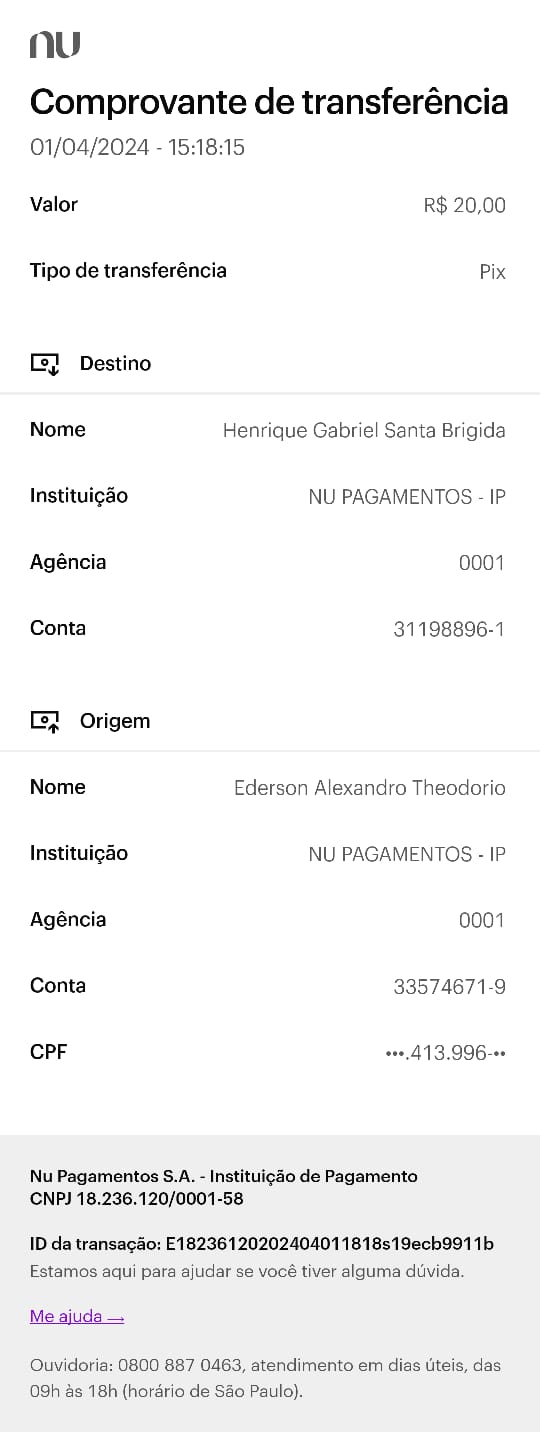 nu
Comprovante de transferência
01/04/2024 - 15:18:15
Valor R$ 20,00
Tipo de transferência Pix
Destino
Nome Henrique Gabriel Santa Brigida
Instituição NU PAGAMENTOS - IP
Agência 0001
Conta 31198896-1
Origem
Nome Ederson Alexandro Theodorio
Instituição NU PAGAMENTOS - IP
Agência 0001
Conta 33574671-9
CPF •••.413.996-••
Nu Pagamentos S.A. - Instituição de Pagamento
CNPJ 18.236.120/0001-58
ID da transação: E18236120202404011818s19ecb9911b
Estamos aqui para ajudar se você tiver alguma dúvida.
Me ajuda →
Ouvidoria: 0800 887 0463, atendimento em dias úteis, das
09h às 18h (horário de São Paulo).